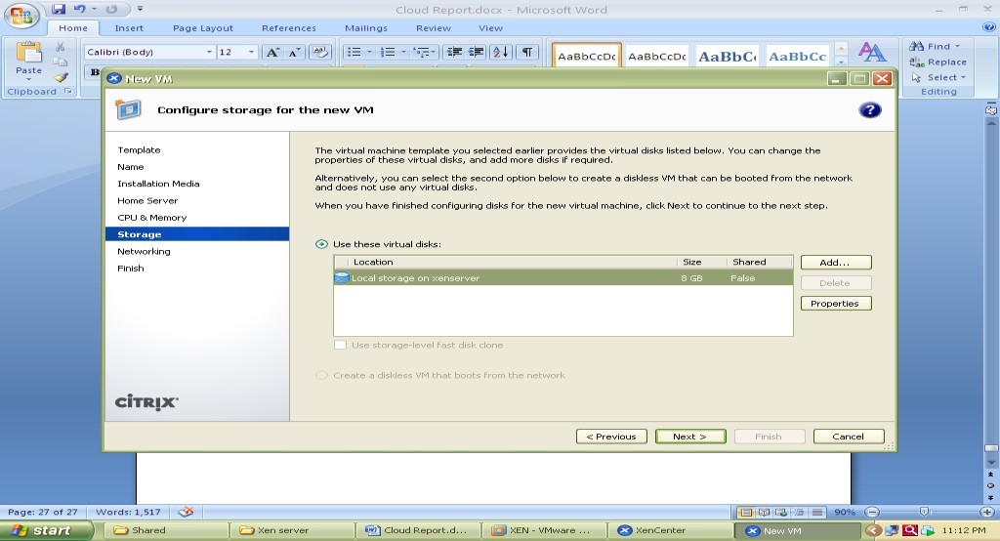 Cloud Report.docx - Microsoft Word
Home Insert Page Layout References Mailings Review View
Calibri (Body) 12
Paste
B
Clipboard
AaBbCcDc AaBbCcDc AaBbC AaBbCc
Find
Replace
Select
Editing
New VM
Configure storage for the new VM
?
Template
Name
Installation Media
Home Server
CPU & Memory
Storage
Networking
Finish
CITRIX
The virtual machine template you selected earlier provides the virtual disks listed below. You can change the
properties of these virtual disks, and add more disks if required.
Alternatively, you can select the second option below to create a diskless VM that can be booted from the network
and does not use any virtual disks.
When you have finished configuring disks for the new virtual machine, click Next to continue to the next step.
Use these virtual disks:
Location Size Shared
Local storage on xenserver 8 GB False
Add...
Delete
Properties
Use storage-level fast disk clone
Create a diskless VM that boots from the network
< Previous Next > Finish Cancel
Page: 27 of 27 Words: 1,517 90%
start Shared Xen server Cloud Report.d... XEN - VMware ... XenCenter New VM 11:12 PM